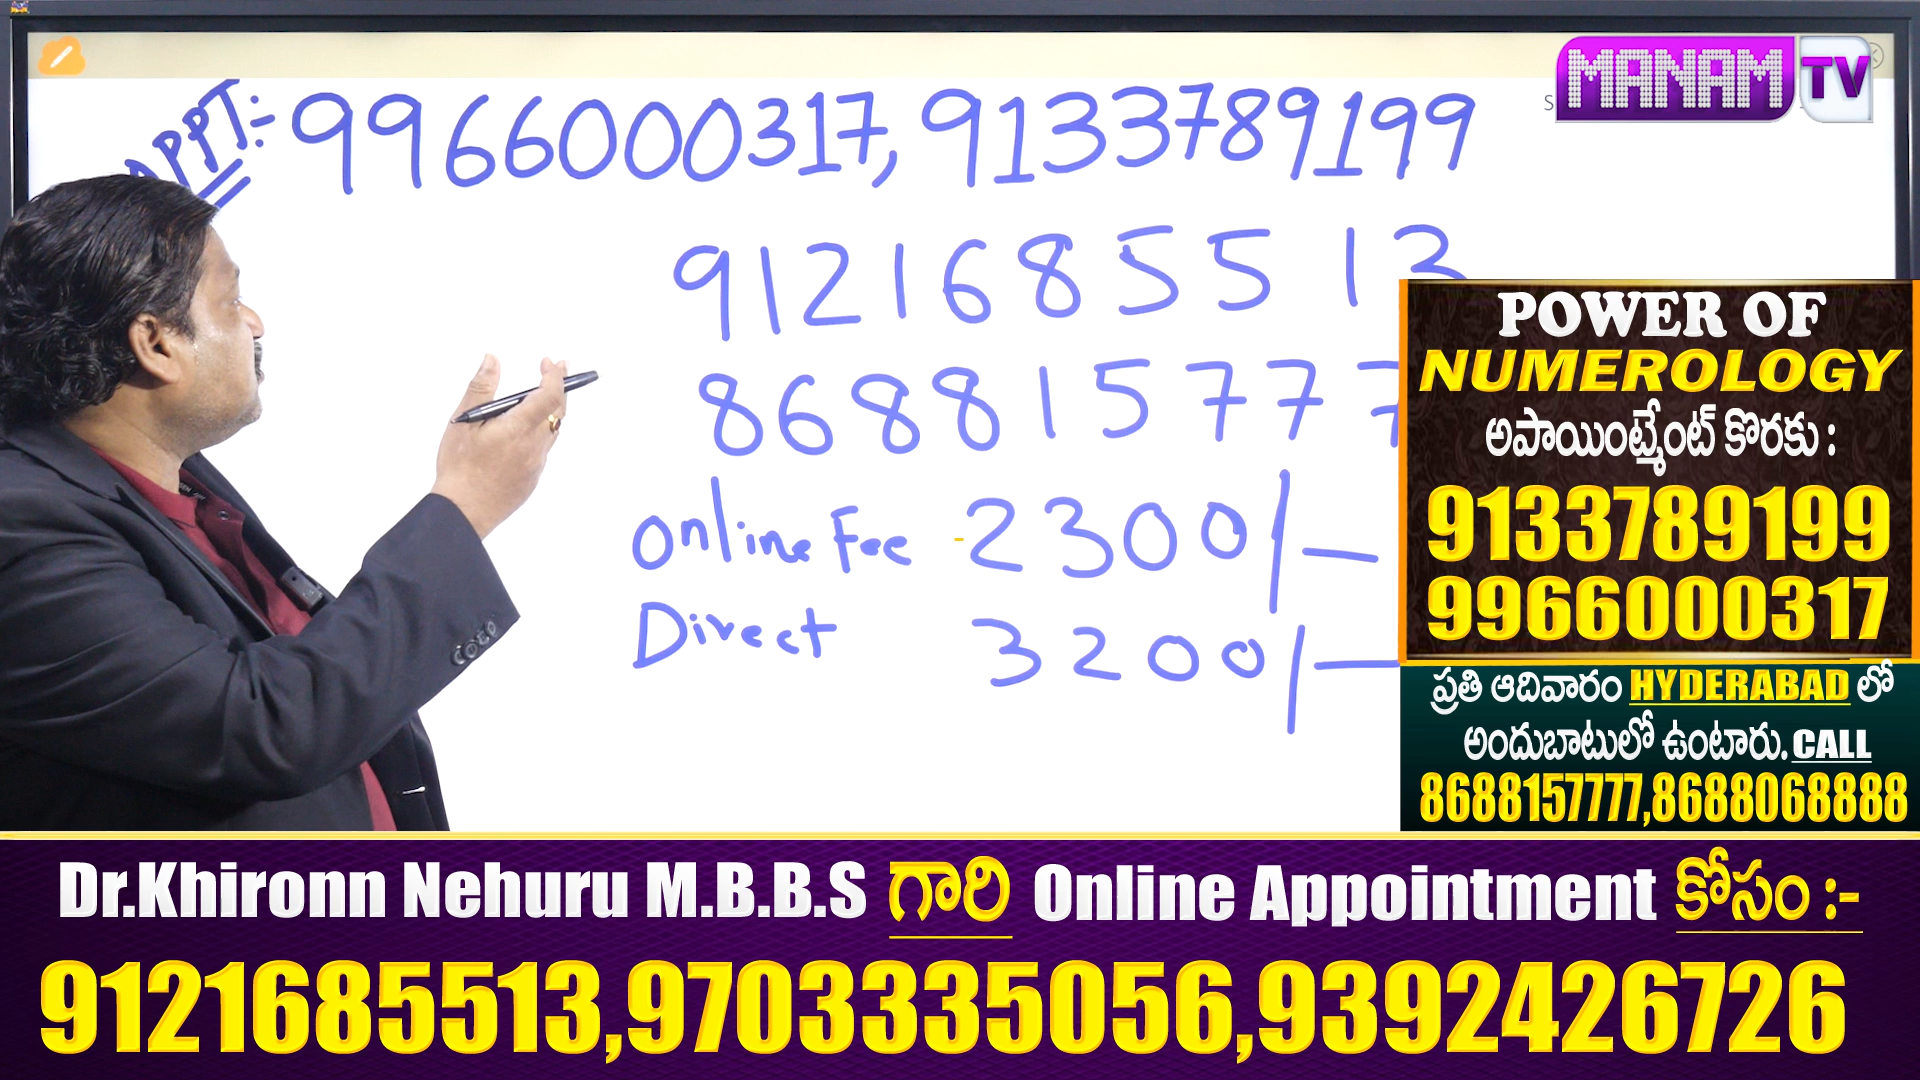 MANAM TV
APPT:- 9966000317, 9133789199
9121685513
868815777
Online Fee - 2300/-
Direct 3200/-
POWER OF
NUMEROLOGY
అపాయింట్మేంట్ కొరకు :
9133789199
9966000317
ప్రతి ఆదివారం HYDERABAD లో
అందుబాటులో ఉంటారు. CALL
8688157777,8688068888
Dr.Khironn Nehuru M.B.B.S గారి Online Appointment కోసం :-
9121685513,9703335056,9392426726